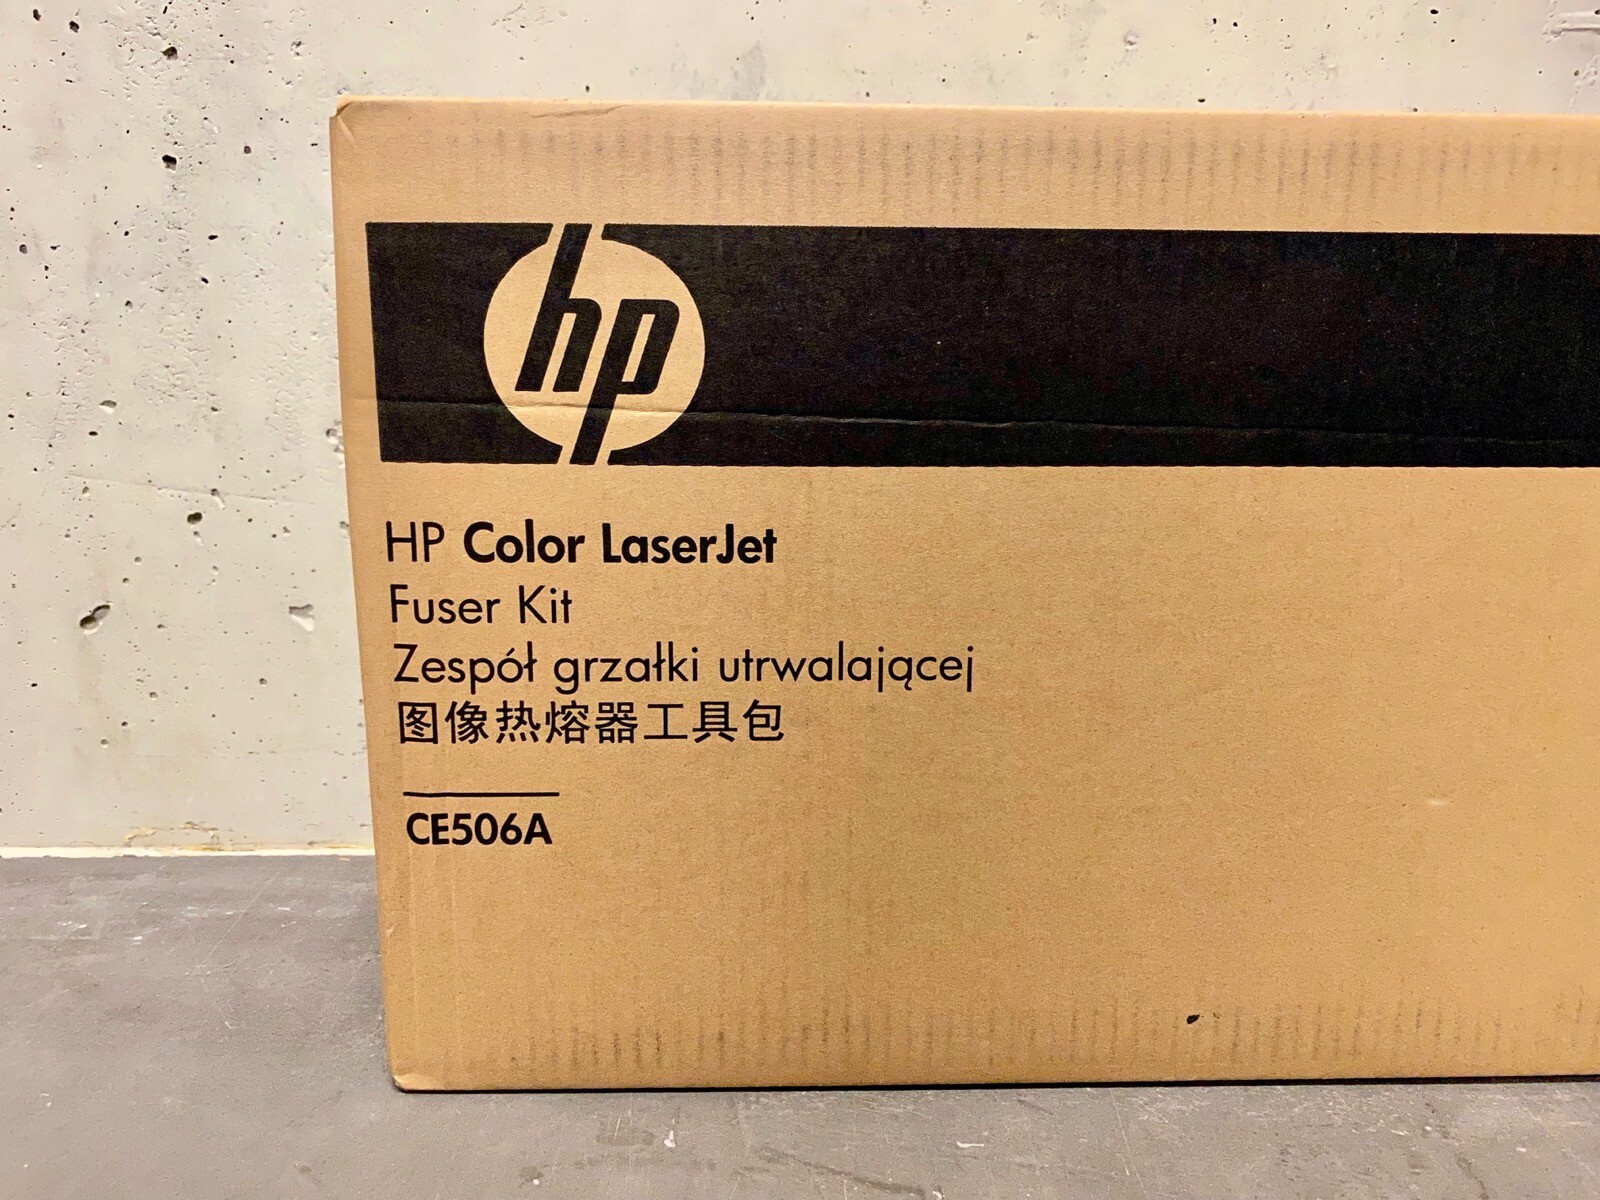 hp
HP Color LaserJet
Fuser Kit
Zespół grzałki utrwalającej
图像热熔器工具包
CE506A